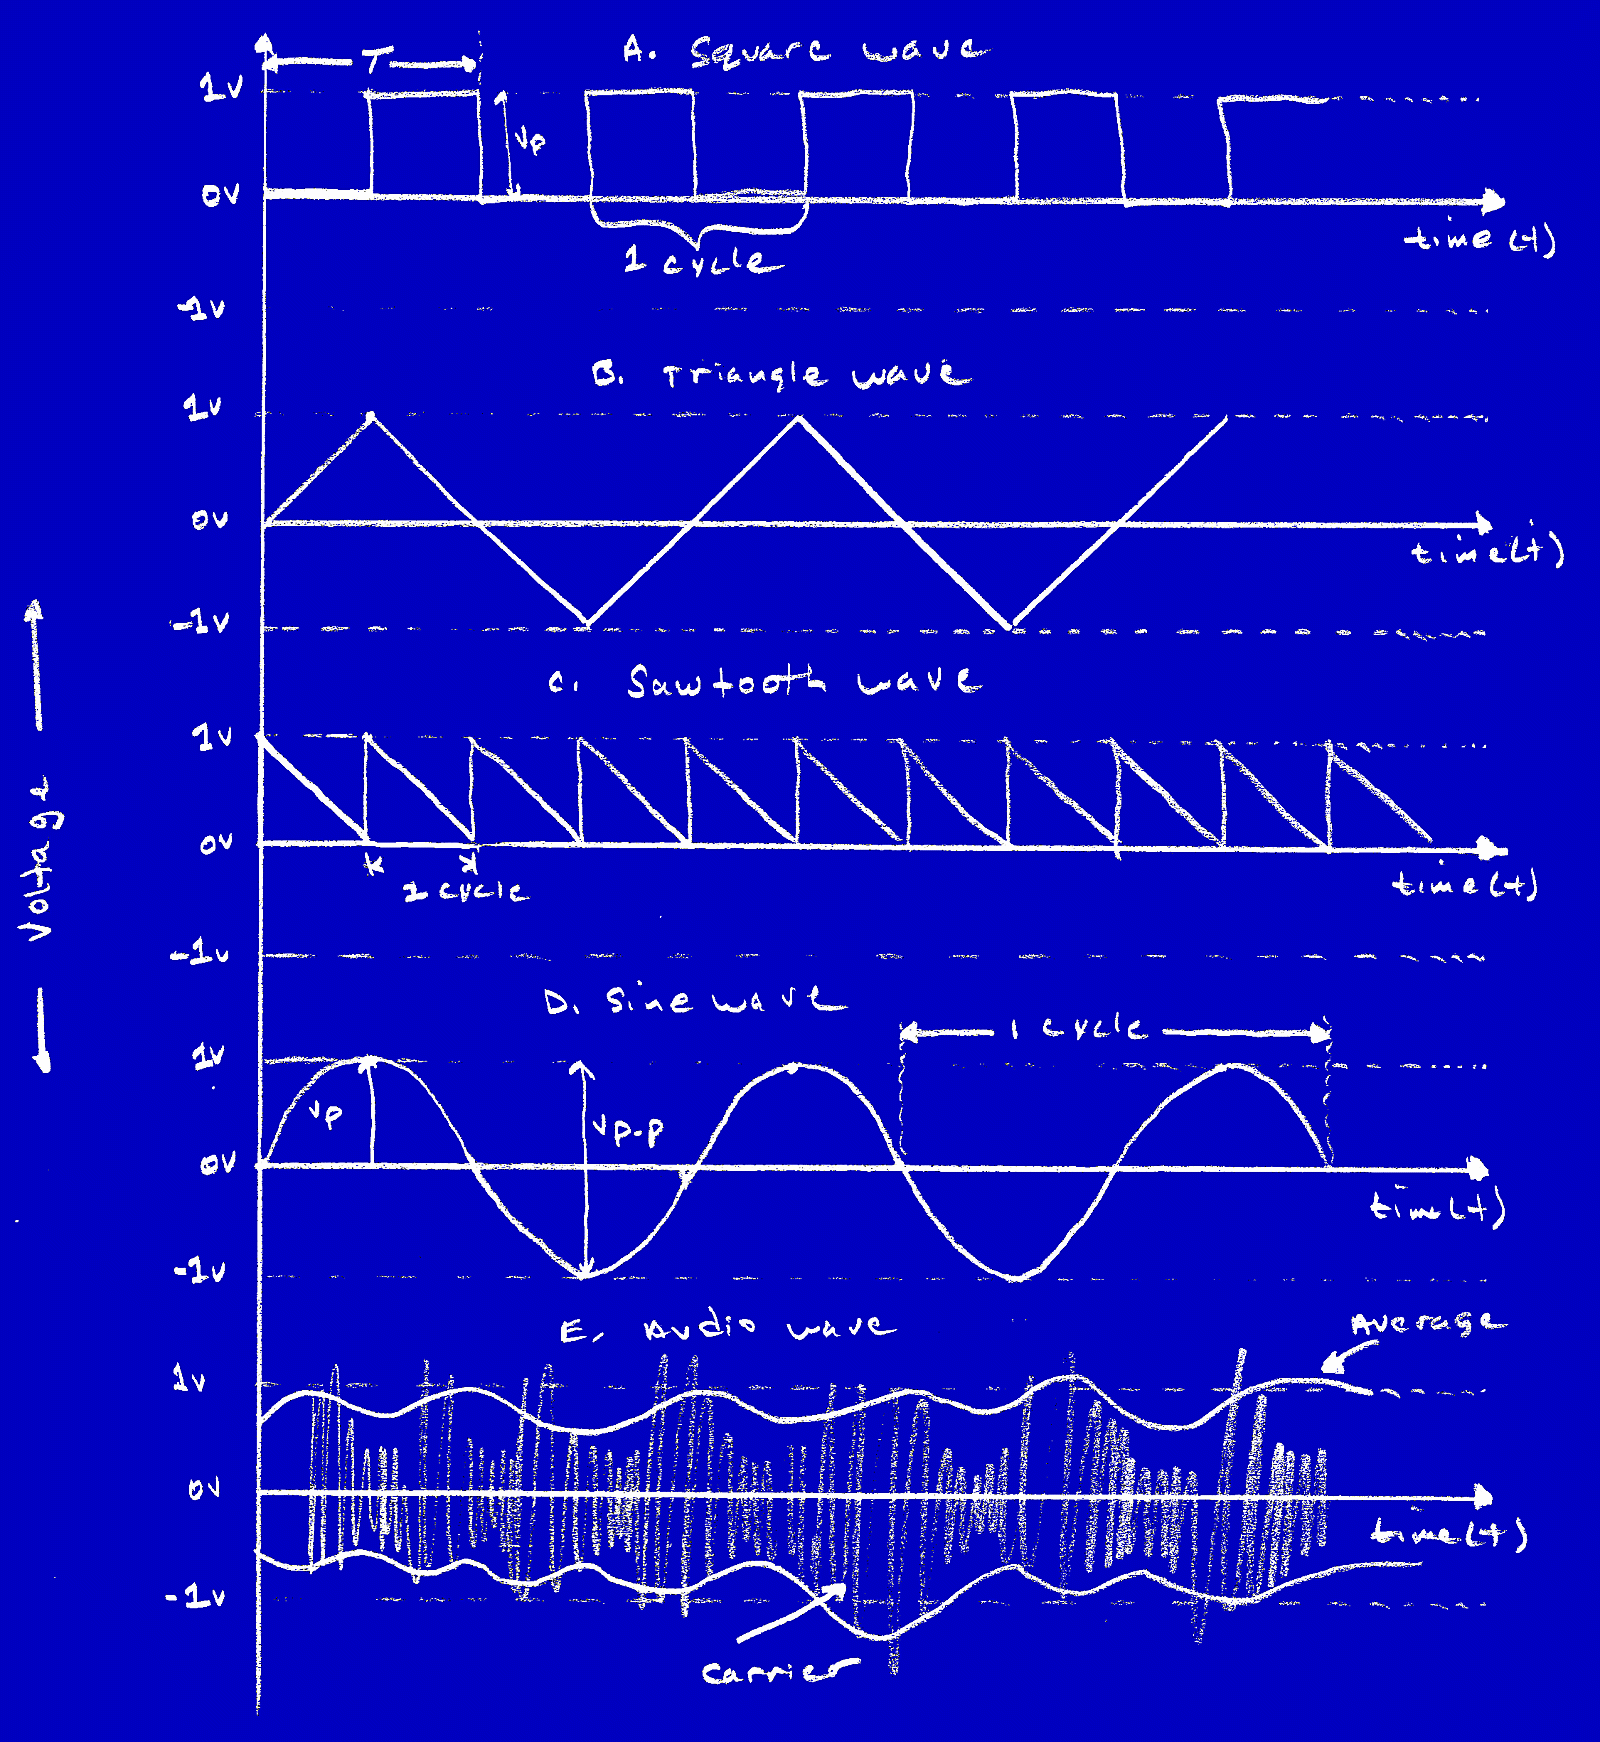 A. Square wave
T
1v
Vp
0v
time (t)
1 cycle
-1v
B. Triangle wave
1v
0v
time(t)
-1v
C. Sawtooth wave
1v
0v
1 cycle
time(t)
-1v
D. Sine wave
1 cycle
1v
Vp
Vp-p
0v
time(t)
-1v
E. Audio wave
Average
1v
0v
time(t)
-1v
Carrier
Voltage